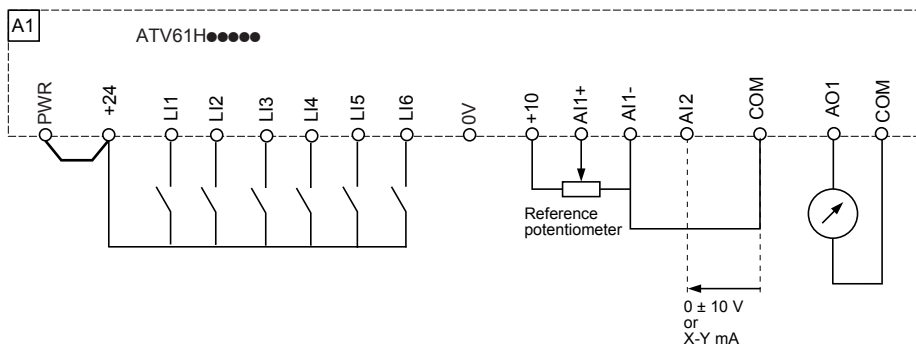 A1
ATV61H●●●●●
PWR
+24
LI1
LI2
LI3
LI4
LI5
LI6
0V
+10
AI1+
AI1-
AI2
COM
AO1
COM
Reference
potentiometer
0 ± 10 V
or
X-Y mA